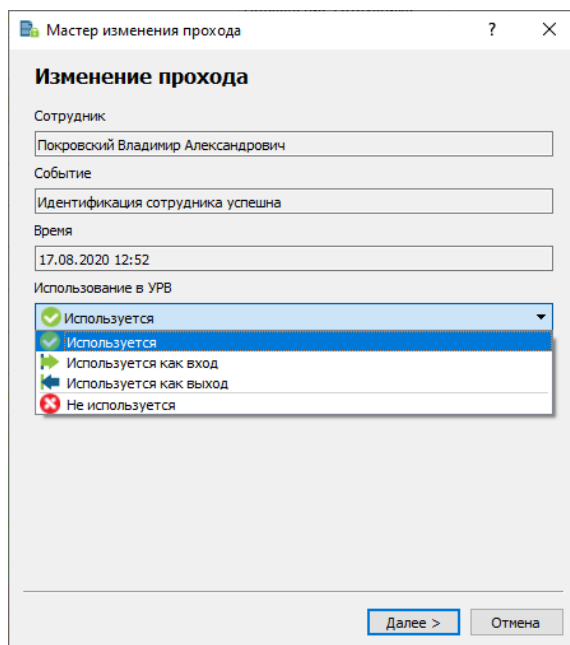 Мастер изменения прохода
?
Изменение прохода
Сотрудник
Покровский Владимир Александрович
Событие
Идентификация сотрудника успешна
Время
17.08.2020 12:52
Использование в УРВ
Используется
Используется
Используется как вход
Используется как выход
Не используется
Далее >
Отмена